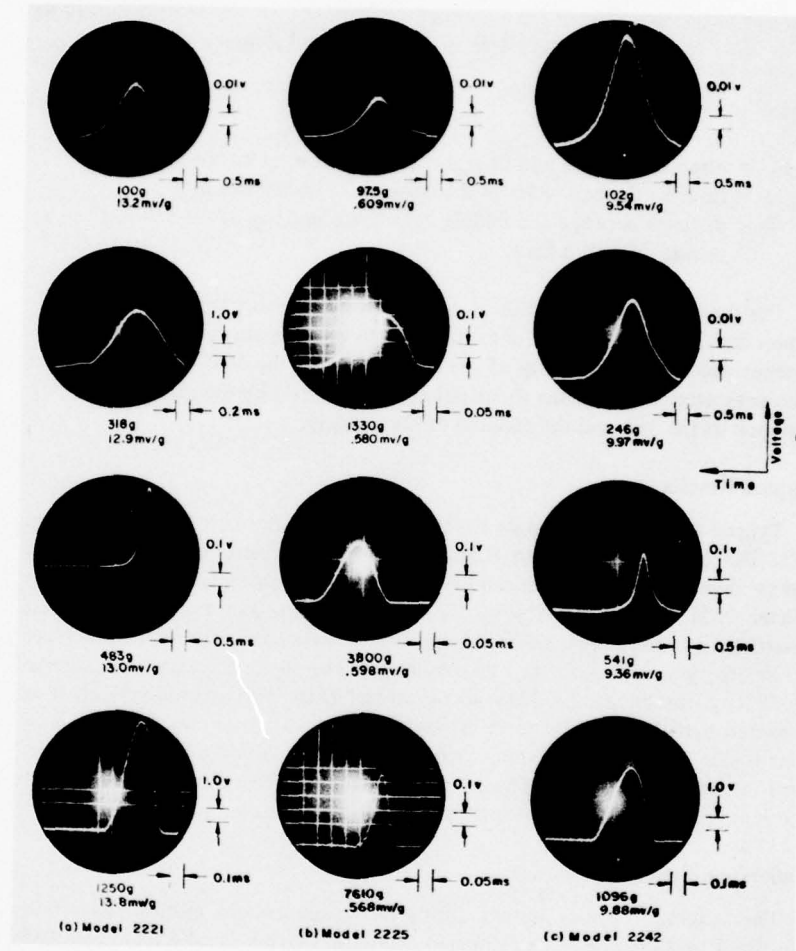 0.01v
0.5ms
100g
13.2mv/g
0.01v
0.5ms
97.5g
.609mv/g
0.01v
0.5ms
102g
9.54mv/g
1.0v
0.2ms
318g
12.9mv/g
0.1v
0.05ms
1330g
.580mv/g
0.01v
0.5ms
246g
9.97mv/g
Voltage
Time
0.1v
0.5ms
483g
13.0mv/g
0.1v
0.05ms
3800g
.598mv/g
0.1v
0.5ms
541g
9.36mv/g
1.0v
0.1ms
1250g
13.8mw/g
0.1v
0.05ms
7610g
.568mv/g
1.0v
0.1ms
1096g
9.88mv/g
(a) Model 2221
(b) Model 2225
(c) Model 2242